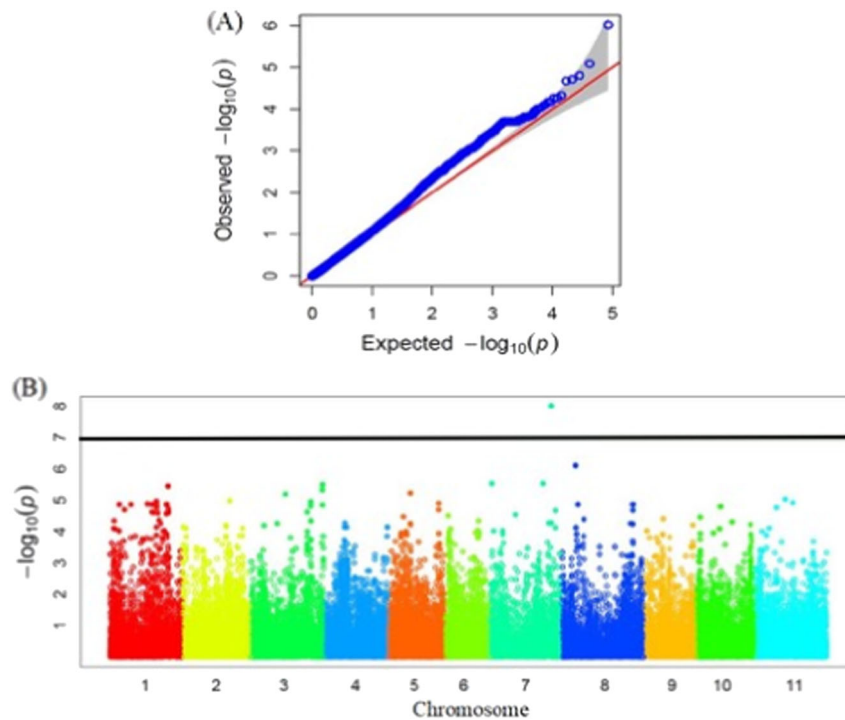 (A)
Observed −log10(p)
6
5
4
3
2
1
0
0 1 2 3 4 5
Expected −log10(p)
(B)
−log10(p)
8
7
6
5
4
3
2
1
1 2 3 4 5 6 7 8 9 10 11
Chromosome